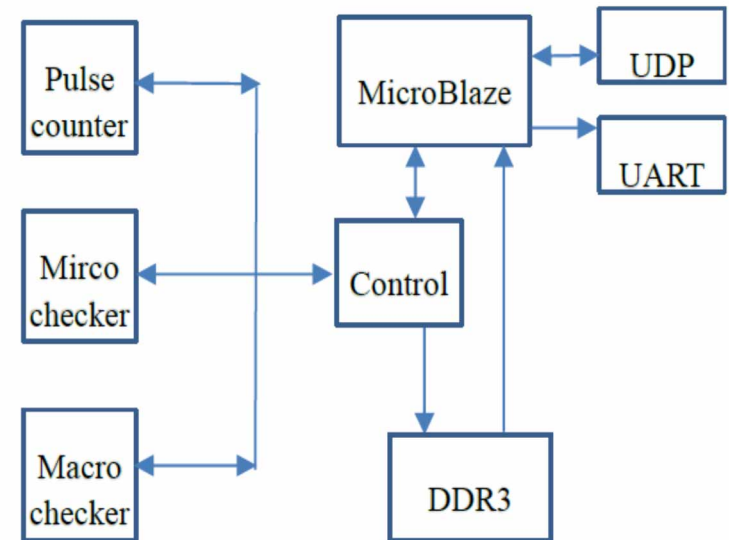 Pulse
counter
MicroBlaze
UDP
UART
Mirco
checker
Control
Macro
checker
DDR3